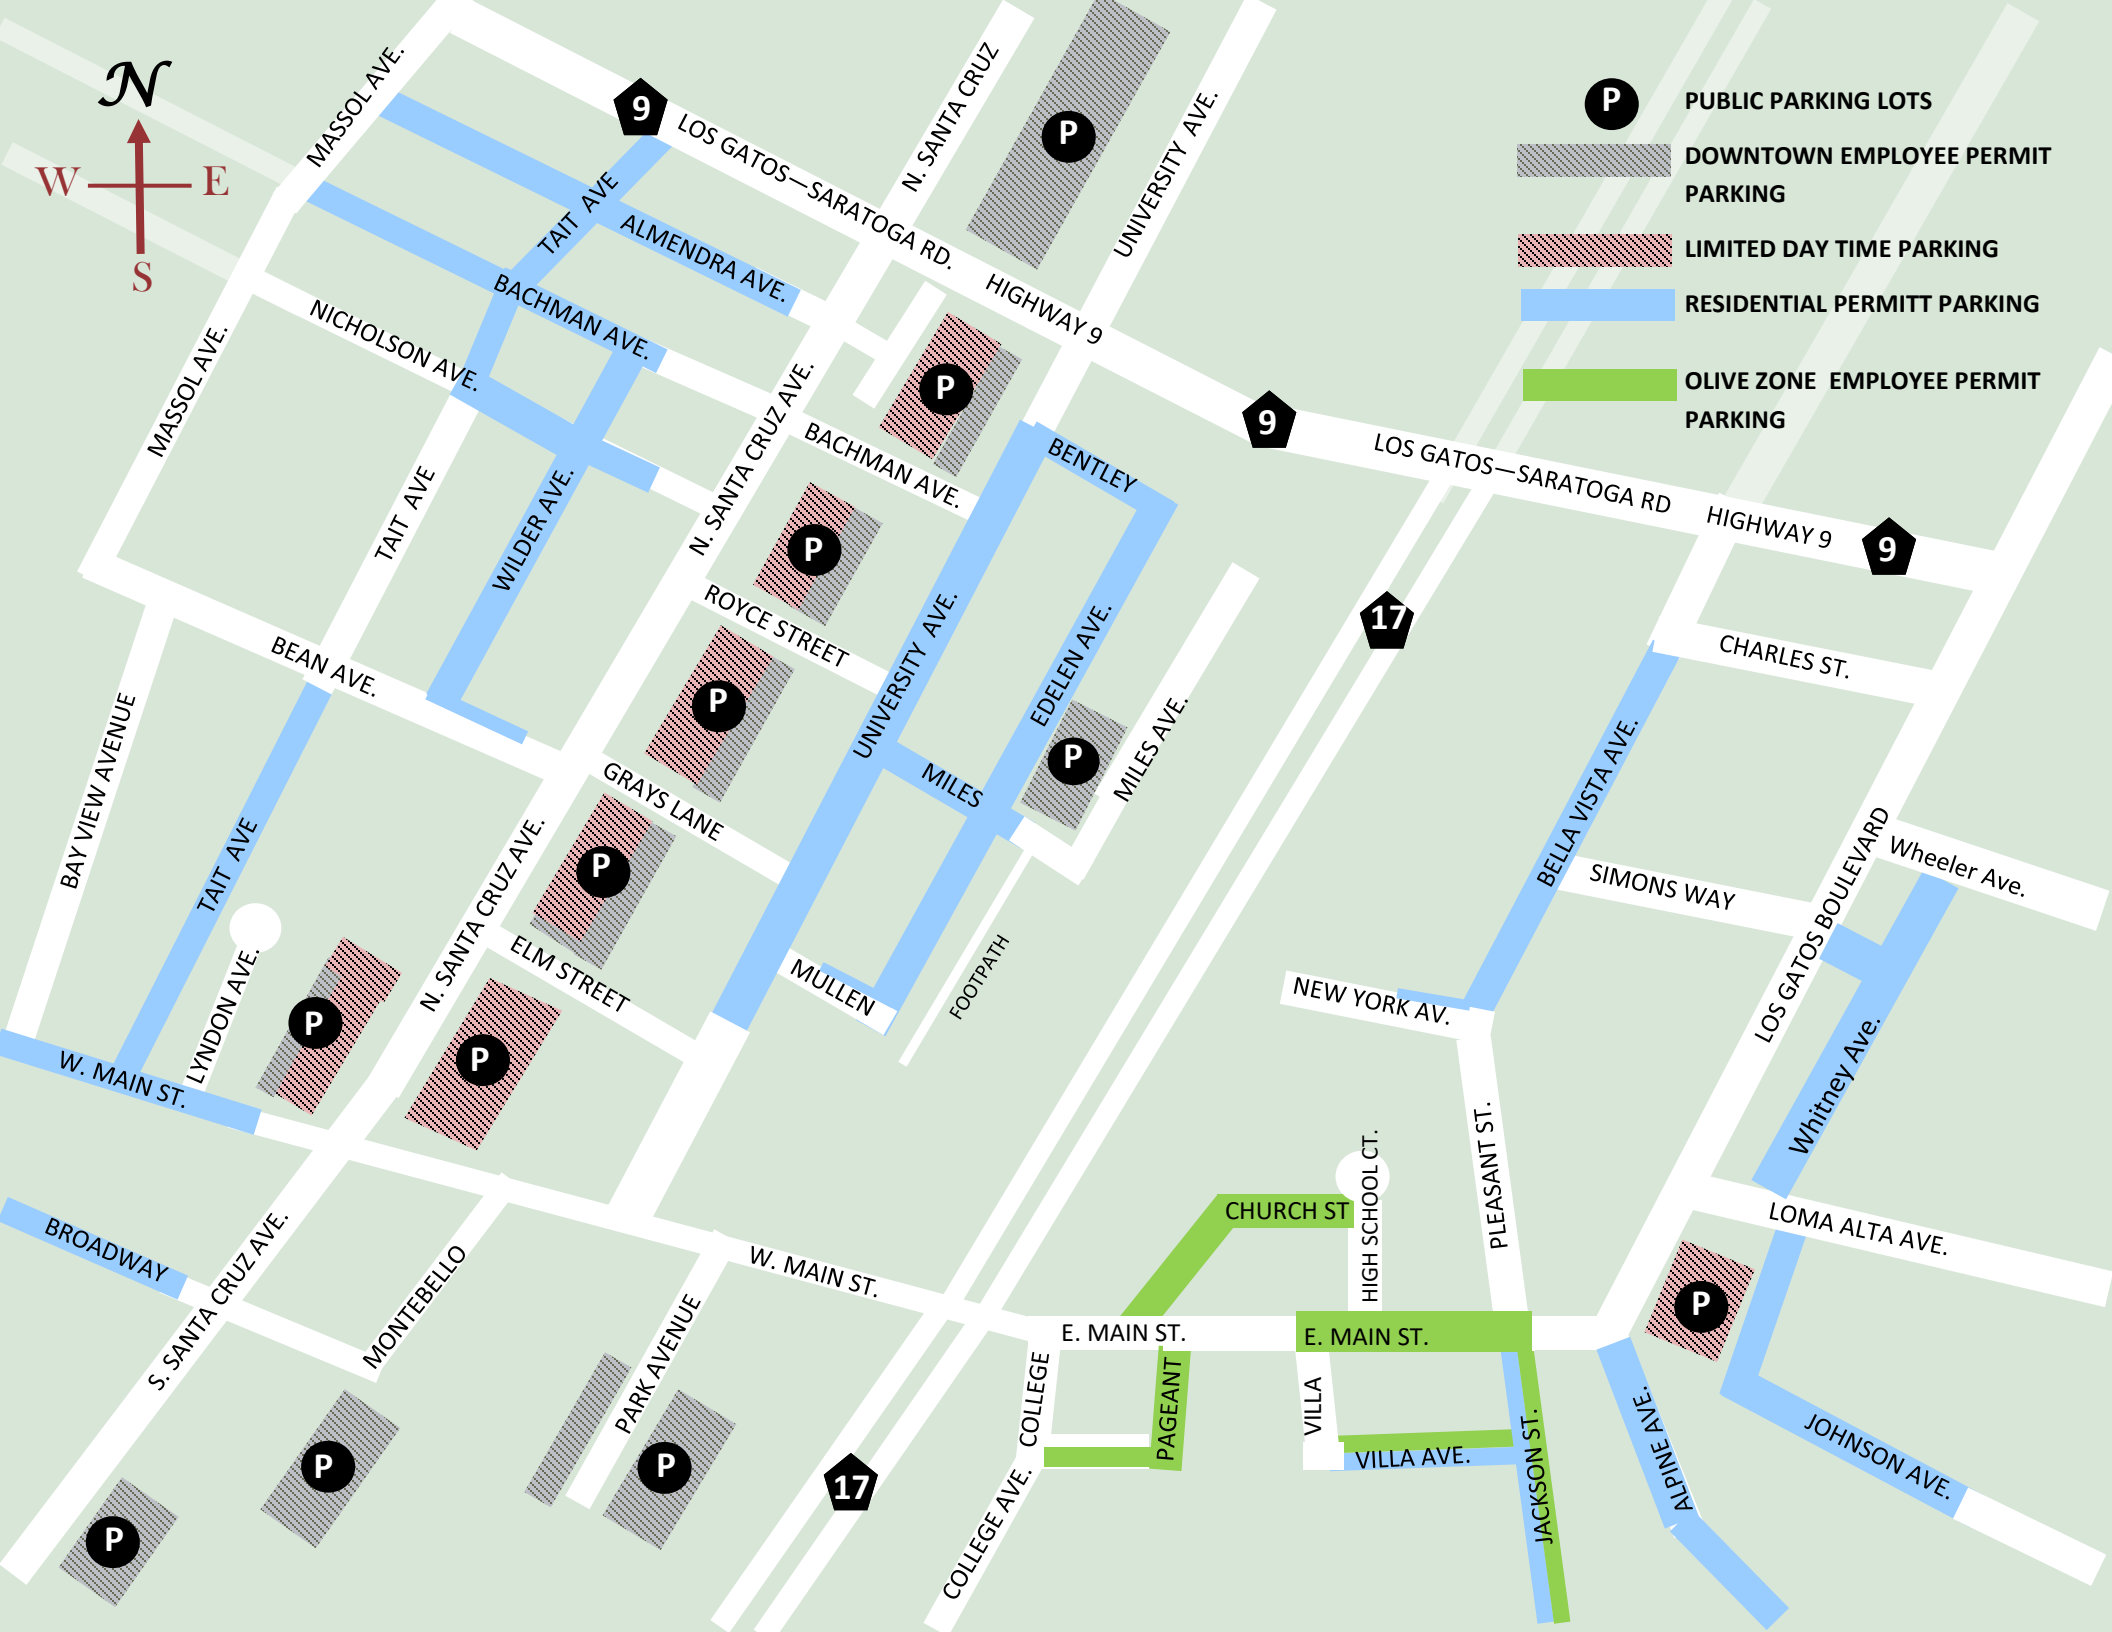 N
W
E
S
P
PUBLIC PARKING LOTS
DOWNTOWN EMPLOYEE PERMIT
PARKING
LIMITED DAY TIME PARKING
RESIDENTIAL PERMITT PARKING
OLIVE ZONE  EMPLOYEE PERMIT
PARKING
MASSOL AVE.
9
LOS GATOS—SARATOGA RD.
N. SANTA CRUZ
P
UNIVERSITY AVE.
TAIT AVE
ALMENDRA AVE.
HIGHWAY 9
BACHMAN AVE.
NICHOLSON AVE.
MASSOL AVE.
P
9
LOS GATOS—SARATOGA RD
HIGHWAY 9
9
N. SANTA CRUZ AVE.
BACHMAN AVE.
BENTLEY
TAIT AVE
WILDER AVE.
P
ROYCE STREET
UNIVERSITY AVE.
EDELEN AVE.
17
CHARLES ST.
BEAN AVE.
P
P
MILES AVE.
MILES
BAY VIEW AVENUE
TAIT AVE
GRAYS LANE
P
BELLA VISTA AVE.
SIMONS WAY
LOS GATOS BOULEVARD
Wheeler Ave.
N. SANTA CRUZ AVE.
ELM STREET
MULLEN
FOOTPATH
NEW YORK AV.
LYNDON AVE.
P
P
W. MAIN ST.
Whitney Ave.
PLEASANT ST.
HIGH SCHOOL CT.
CHURCH ST
LOMA ALTA AVE.
BROADWAY
S. SANTA CRUZ AVE.
MONTEBELLO
W. MAIN ST.
PARK AVENUE
E. MAIN ST.
E. MAIN ST.
P
COLLEGE
PAGEANT
VILLA
VILLA AVE.
JACKSON ST.
ALPINE AVE.
JOHNSON AVE.
P
P
P
17
COLLEGE AVE.